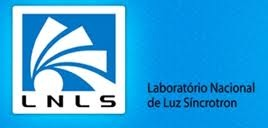 LNLS
Laboratório Nacional
de Luz Síncrotron